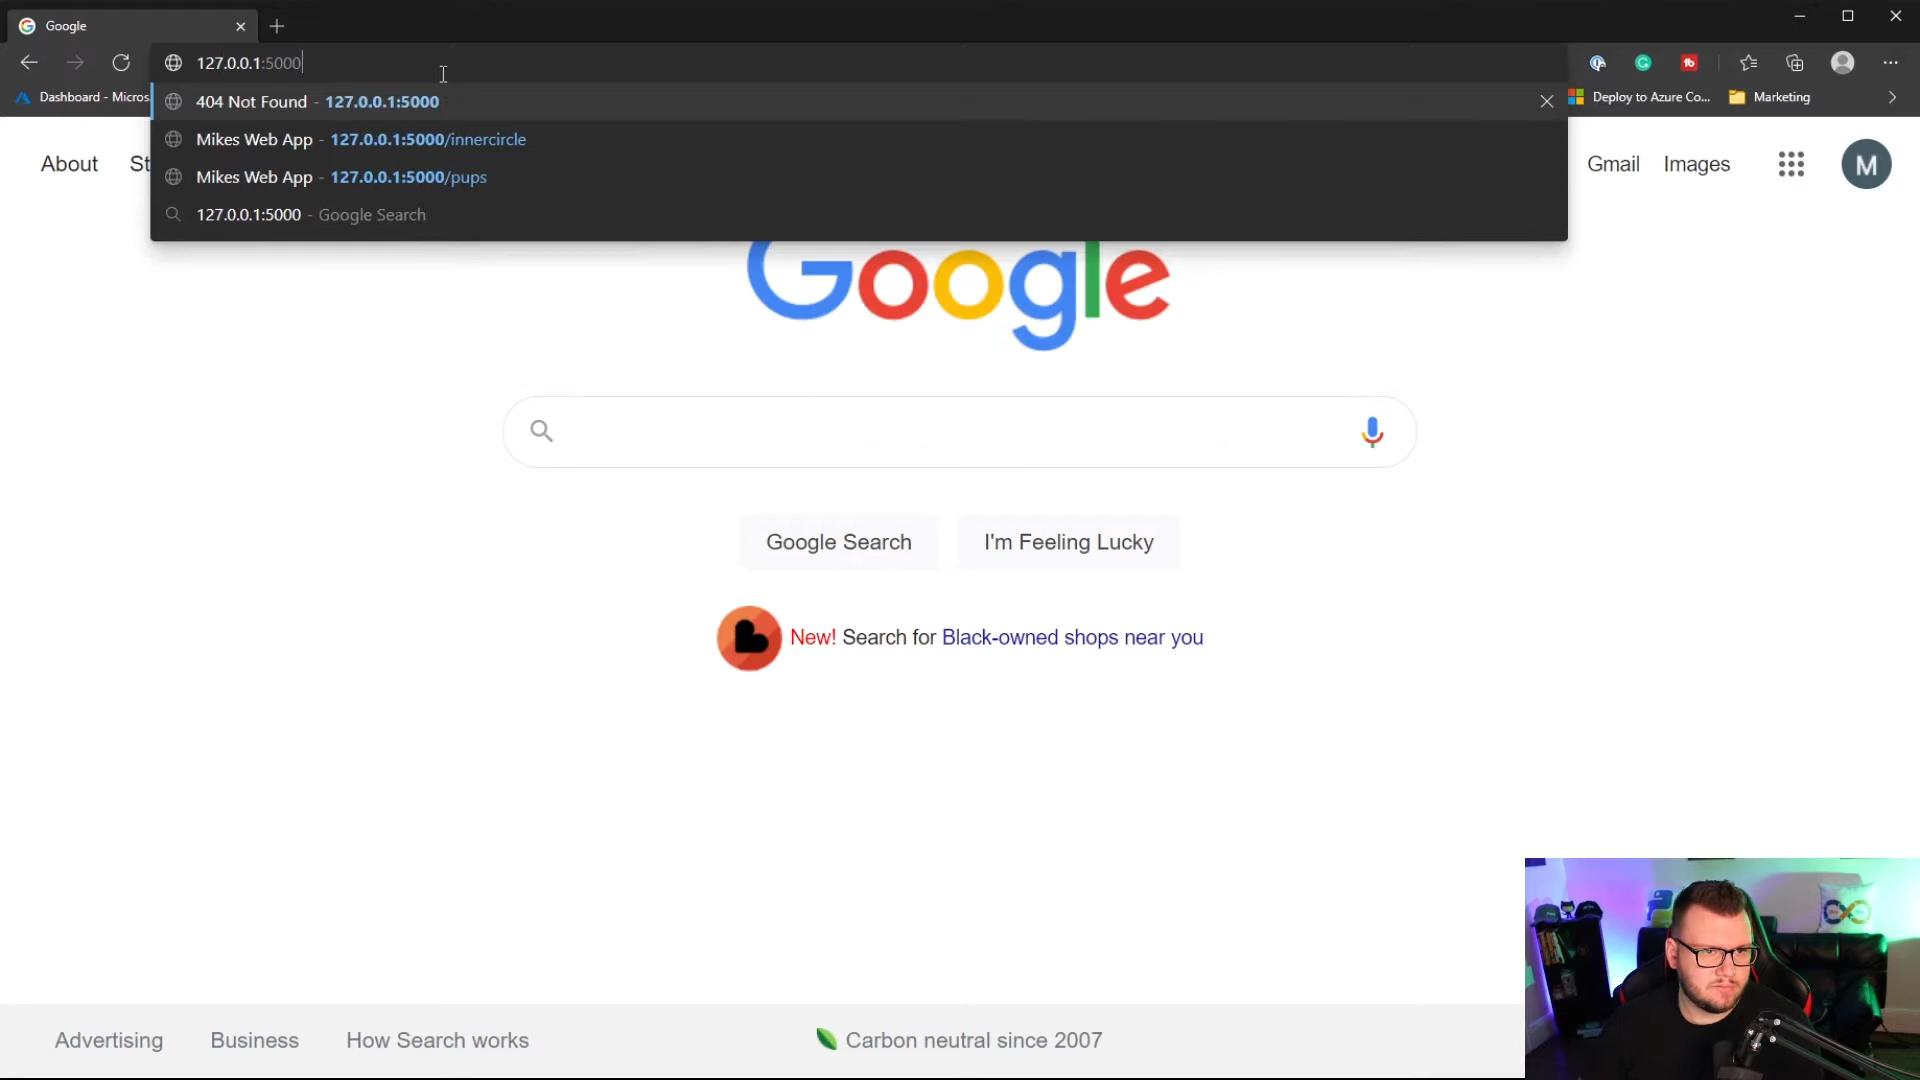 Google
127.0.0.1:5000
Dashboard - Micros
404 Not Found - 127.0.0.1:5000
Deploy to Azure Co...
Marketing
Mikes Web App - 127.0.0.1:5000/innercircle
About
St
Gmail
Images
M
Mikes Web App - 127.0.0.1:5000/pups
127.0.0.1:5000 - Google Search
Google
Google Search
I'm Feeling Lucky
New! Search for Black-owned shops near you
Advertising
Business
How Search works
Carbon neutral since 2007